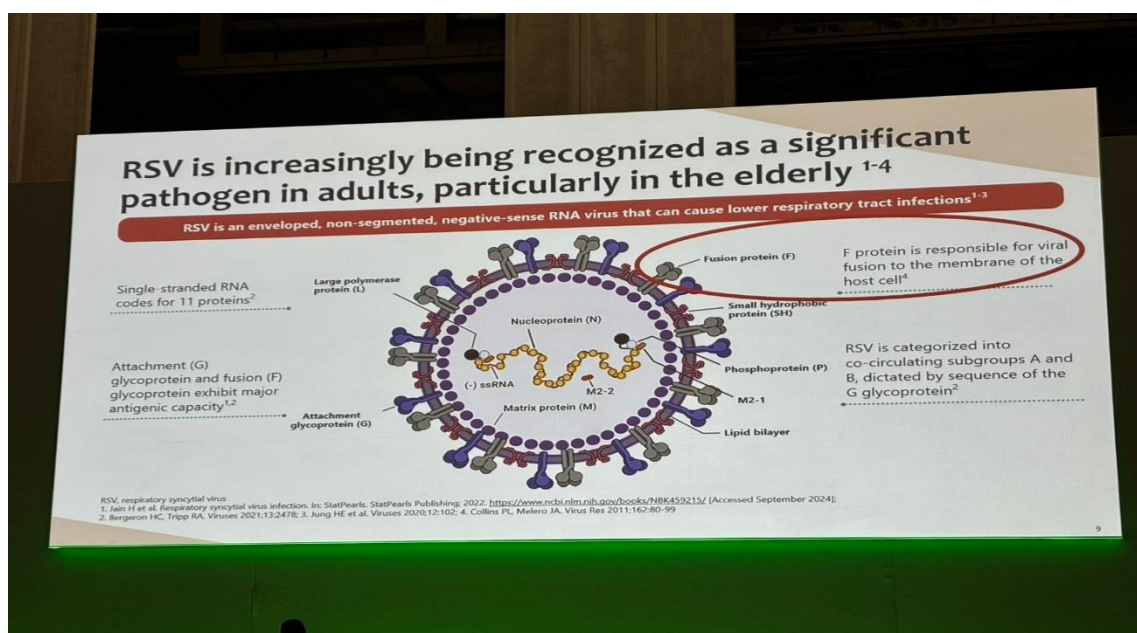 RSV is increasingly being recognized as a significant
pathogen in adults, particularly in the elderly ¹⁻⁴
RSV is an enveloped, non-segmented, negative-sense RNA virus that can cause lower respiratory tract infections¹⁻³
Single-stranded RNA
codes for 11 proteins²
Attachment (G)
glycoprotein and fusion (F)
glycoprotein exhibit major
antigenic capacity¹,²
Large polymerase
protein (L)
Nucleoprotein (N)
(-) ssRNA
M2-2
Matrix protein (M)
Attachment
glycoprotein (G)
Fusion protein (F)
Small hydrophobic
protein (SH)
Phosphoprotein (P)
M2-1
Lipid bilayer
F protein is responsible for viral
fusion to the membrane of the
host cell⁴
RSV is categorized into
co-circulating subgroups A and
B, dictated by sequence of the
G glycoprotein²
RSV, respiratory syncytial virus
1. Jain H et al. Respiratory syncytial virus infection. In: StatPearls. StatPearls Publishing; 2022. https://www.ncbi.nlm.nih.gov/books/NBK459215/ [Accessed September 2024];
2. Bergeron HC, Tripp RA. Viruses 2021;13:2478; 3. Jung HE et al. Viruses 2020;12:102; 4. Collins PL, Melero JA. Virus Res 2011;162:80-99
9